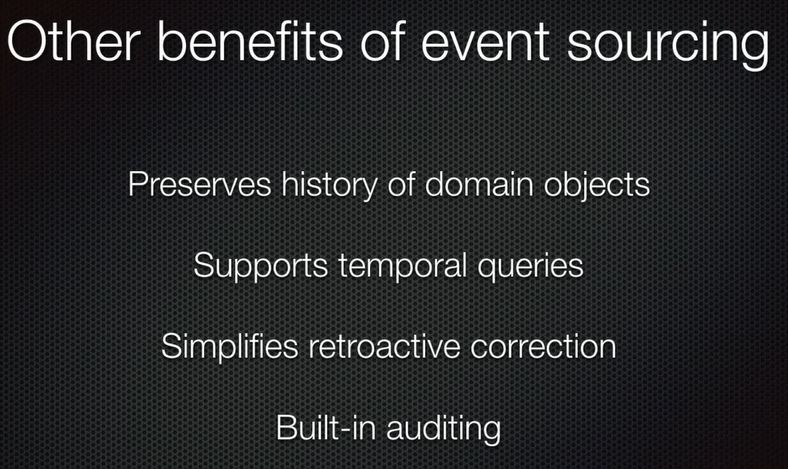 Other benefits of event sourcing
Preserves history of domain objects
Supports temporal queries
Simplifies retroactive correction
Built-in auditing